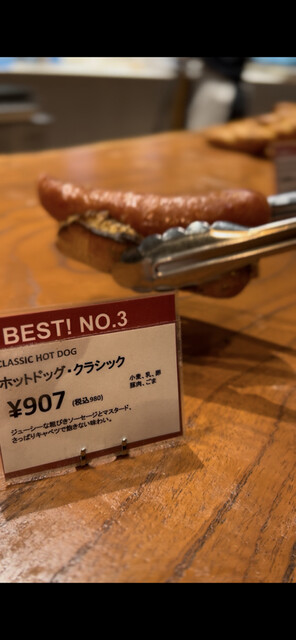 BEST! NO.3
CLASSIC HOT DOG
ホットドッグ・クラシック
小麦、乳、卵
豚肉、ごま
¥907 (税込980)
ジューシーな粗びきソーセージとマスタード、
さっぱりキャベツで飽きない味わい。